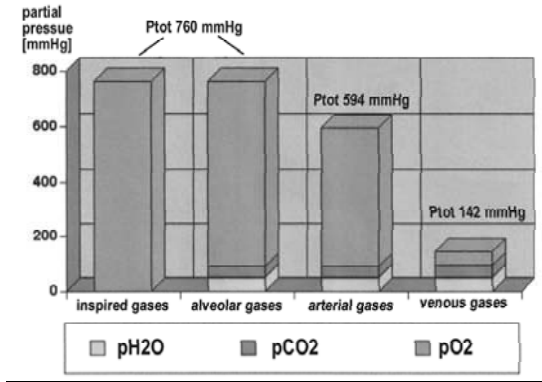 partial
pressue
[mmHg]
Ptot 760 mmHg
800
Ptot 594 mmHg
600
400
Ptot 142 mmHg
200
0
inspired gases alveolar gases arterial gases venous gases
pH2O pCO2 pO2